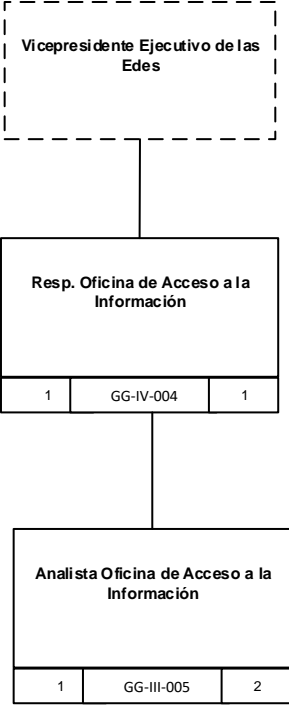 Vicepresidente Ejecutivo de las
Edes
Resp. Oficina de Acceso a la
Información
1 GG-IV-004 1
Analista Oficina de Acceso a la
Información
1 GG-III-005 2